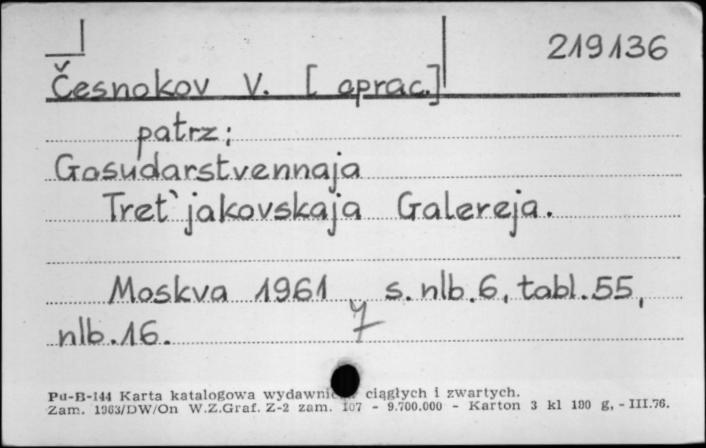 219136
Česnokov V. [oprac.]
patrz:
Gosudarstvennaja
Tret`jakovskaja Galereja.
Moskva 1961 s. nlb. 6, tabl. 55,
nlb. 16.
Pu-B-144 Karta katalogowa ciągłych i zwartych.
Zam. 1963/DW/On W.Z.Graf. Z-2 zam. 107 - 9.700.000 - Karton 3 kl 180 g, - III.76.